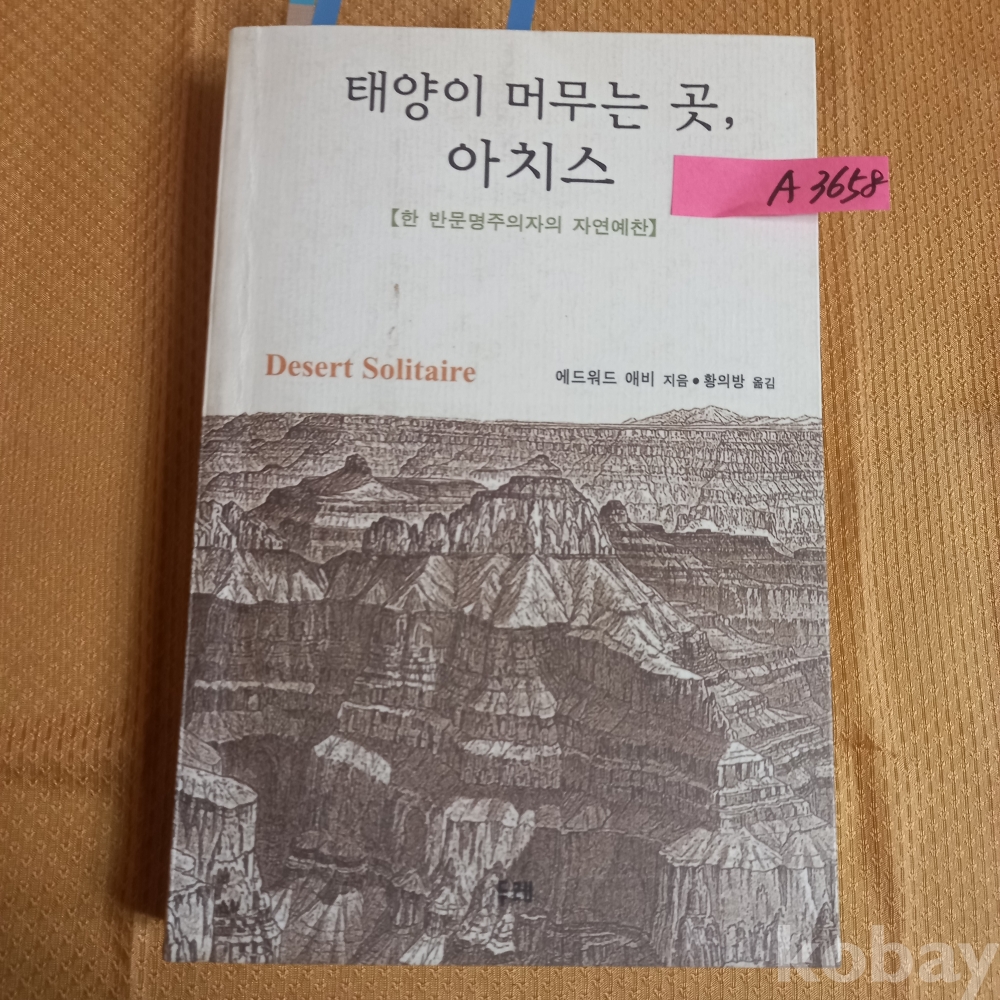 태양이 머무는 곳,
아치스
A 3658
【한 반문명주의자의 자연예찬】
Desert Solitaire
에드워드 애비 지음 • 황의방 옮김
두레
kobay